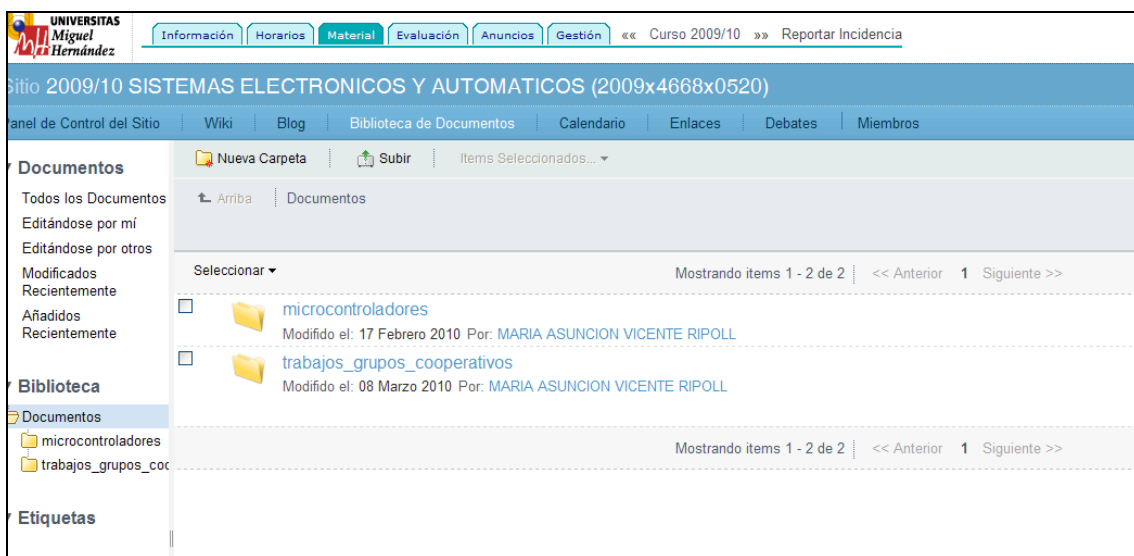 UNIVERSITAS
Miguel
Hernández
Información Horarios Material Evaluación Anuncios Gestión «« Curso 2009/10 »» Reportar Incidencia
Sitio 2009/10 SISTEMAS ELECTRONICOS Y AUTOMATICOS (2009x4668x0520)
Panel de Control del Sitio Wiki Blog Biblioteca de Documentos Calendario Enlaces Debates Miembros
Documentos
Todos los Documentos
Editándose por mí
Editándose por otros
Modificados
Recientemente
Añadidos
Recientemente
Biblioteca
Documentos
microcontroladores
trabajos_grupos_coo
Etiquetas
Nueva Carpeta Subir Items Seleccionados...
Arriba Documentos
Seleccionar Mostrando items 1 - 2 de 2 << Anterior 1 Siguiente >>
microcontroladores
Modifido el: 17 Febrero 2010 Por: MARIA ASUNCION VICENTE RIPOLL
trabajos_grupos_cooperativos
Modifido el: 08 Marzo 2010 Por: MARIA ASUNCION VICENTE RIPOLL
Mostrando items 1 - 2 de 2 << Anterior 1 Siguiente >>